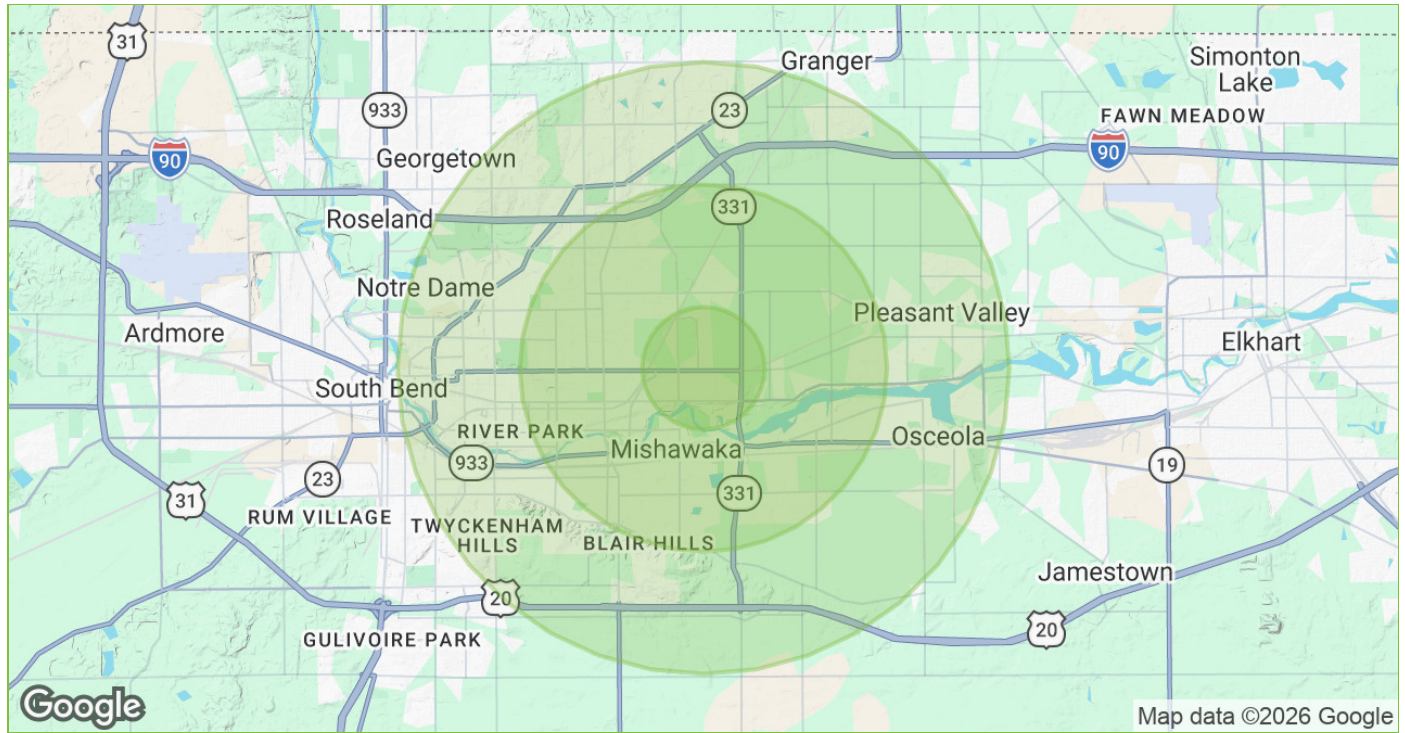 31
Granger
Simonton
Lake
933
23
FAWN MEADOW
90
Georgetown
90
331
Roseland
Notre Dame
Pleasant Valley
Ardmore
Elkhart
South Bend
RIVER PARK
Osceola
Mishawaka
933
19
23
331
31
RUM VILLAGE
TWYCKENHAM
HILLS
BLAIR HILLS
Jamestown
20
20
GULIVOIRE PARK
Google
Map data ©2026 Google